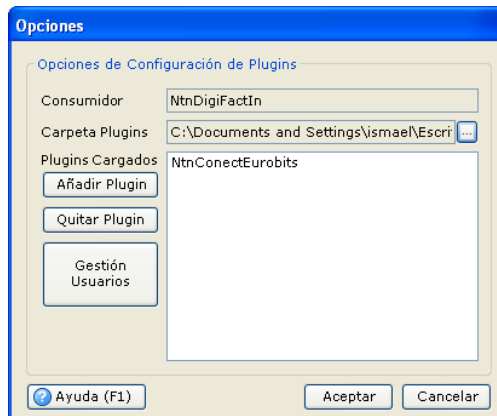 Opciones
Opciones de Configuración de Plugins
Consumidor NtnDigiFactIn
Carpeta Plugins C:\Documents and Settings\ismael\Escri ...
Plugins Cargados NtnConectEurobits
Añadir Plugin
Quitar Plugin
Gestión
Usuarios
Ayuda (F1) Aceptar Cancelar